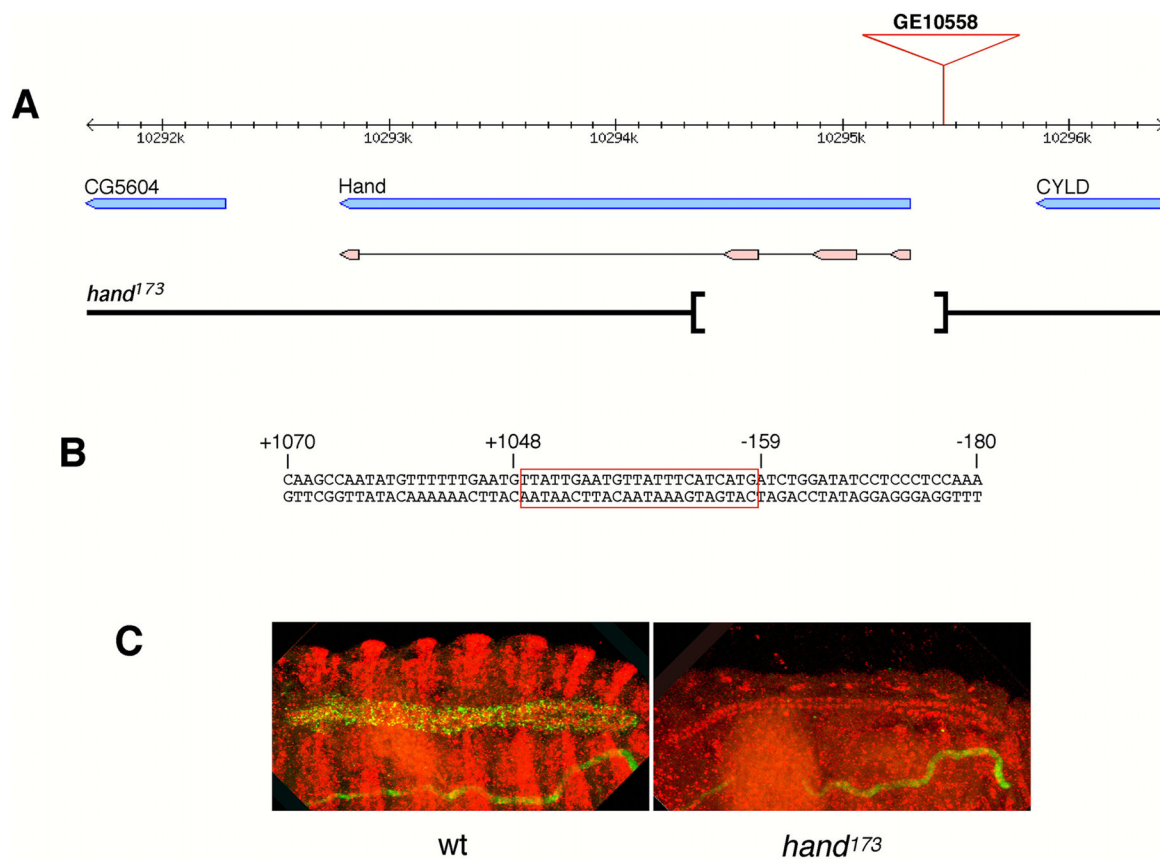 GE10558
A
10292k 10293k 10294k 10295k 10296k
CG5604 Hand CYLD
hand173
B
+1070 +1048 -159 -180
CAAGCCAATATGTTTTTTGAATGTTATTGAATGTTATTTCATCATGATCTGGATATCCTCCCTCCAAA
GTTCGGTTATACAAAAAACTTACAATAACTTACAATAAAGTAGTACTAGACCTATAGGAGGGAGGTTT
C
wt hand173